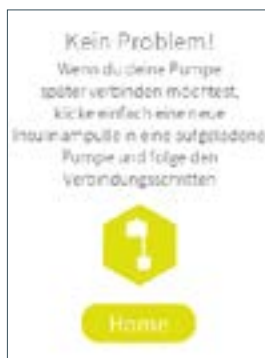 Kein Problem!
Wenn du deine Pumpe
später verbinden möchtest,
klicke einfach eine neue
Insulinampulle in eine aufgeladene
Pumpe und folge den
Verbindungsschritten
Home